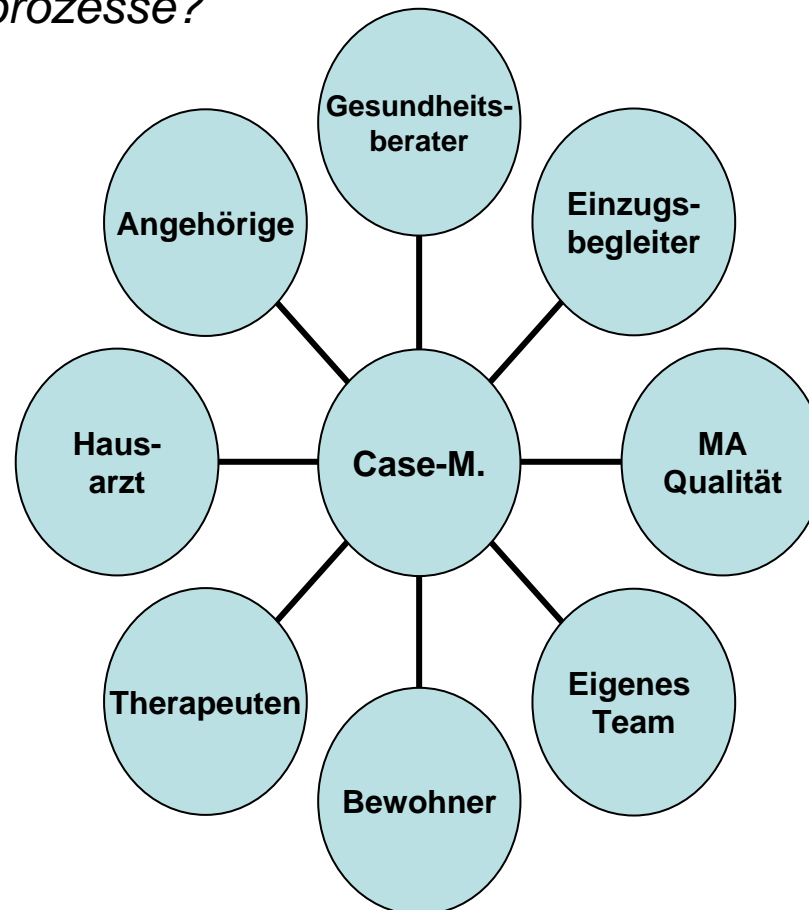 prozesse?
Gesundheits-
berater
Angehörige
Einzugs-
begleiter
Haus-
arzt
Case-M.
MA
Qualität
Therapeuten
Eigenes
Team
Bewohner